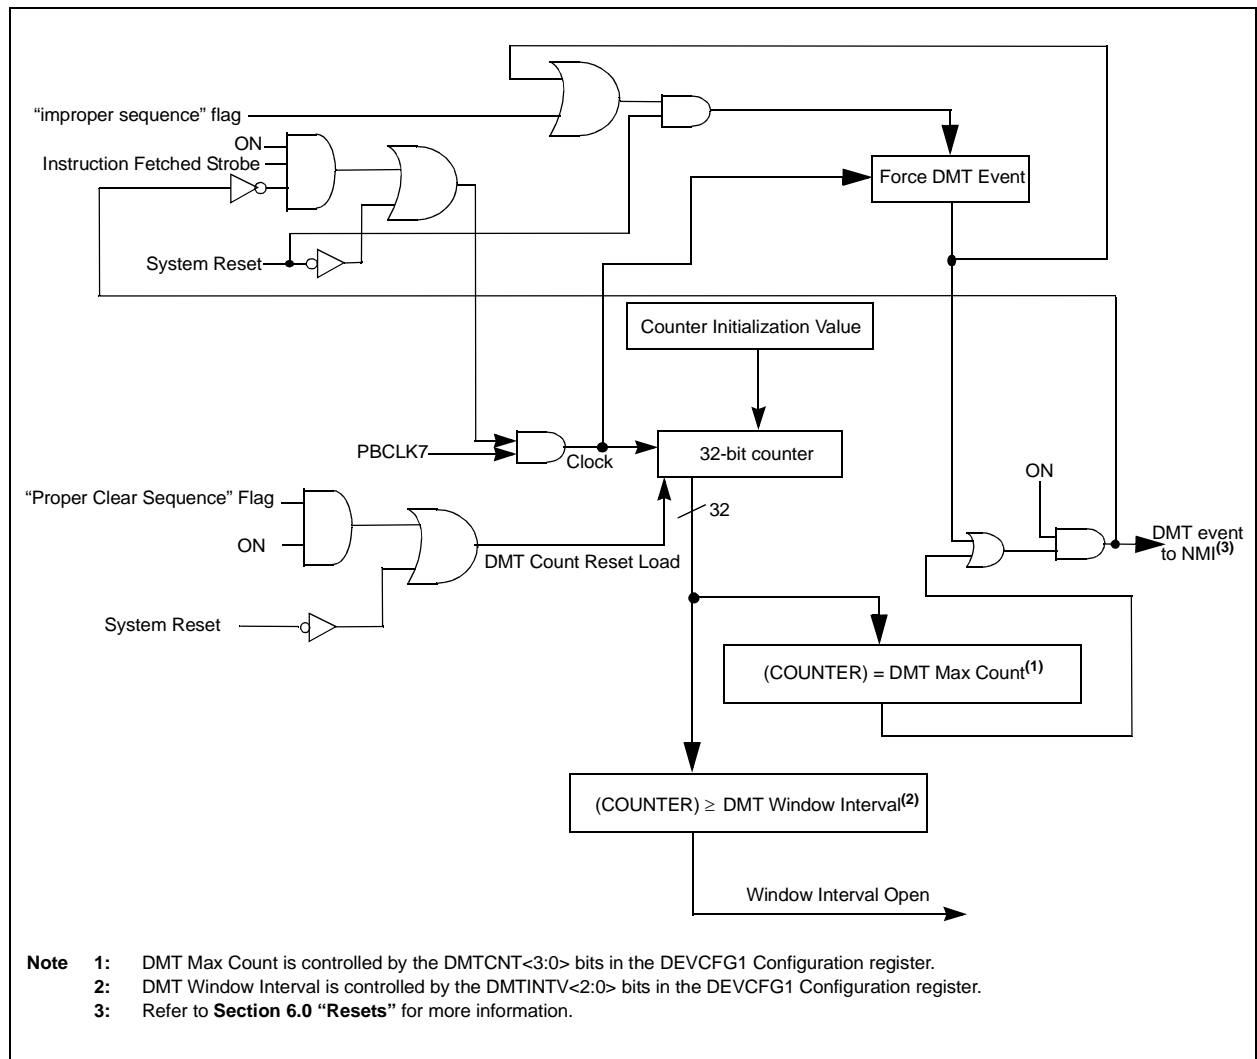 “improper sequence” flag
ON
Instruction Fetched Strobe
Force DMT Event
System Reset
Counter Initialization Value
PBCLK7
Clock
32-bit counter
“Proper Clear Sequence” Flag
ON
32
ON
DMT Count Reset Load
DMT event
to NMI(3)
System Reset
(COUNTER) = DMT Max Count(1)
(COUNTER) ≥ DMT Window Interval(2)
Window Interval Open
Note 1: DMT Max Count is controlled by the DMTCNT<3:0> bits in the DEVCFG1 Configuration register.
2: DMT Window Interval is controlled by the DMTINTV<2:0> bits in the DEVCFG1 Configuration register.
3: Refer to Section 6.0 “Resets” for more information.